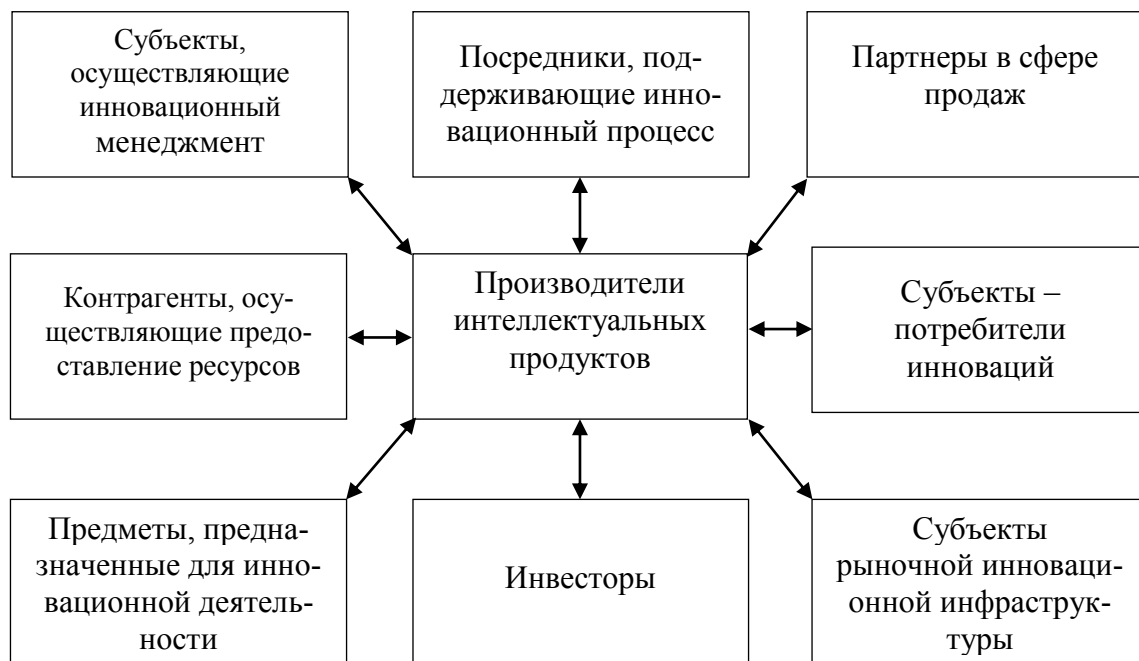 Субъекты,
осуществляющие
инновационный
менеджмент
Посредники, под-
держивающие инно-
вационный процесс
Партнеры в сфере
продаж
Контрагенты, осу-
ществляющие предо-
ставление ресурсов
Производители
интеллектуальных
продуктов
Субъекты –
потребители
инноваций
Предметы, предна-
значенные для инно-
вационной деятель-
ности
Инвесторы
Субъекты
рыночной инноваци-
онной инфраструк-
туры